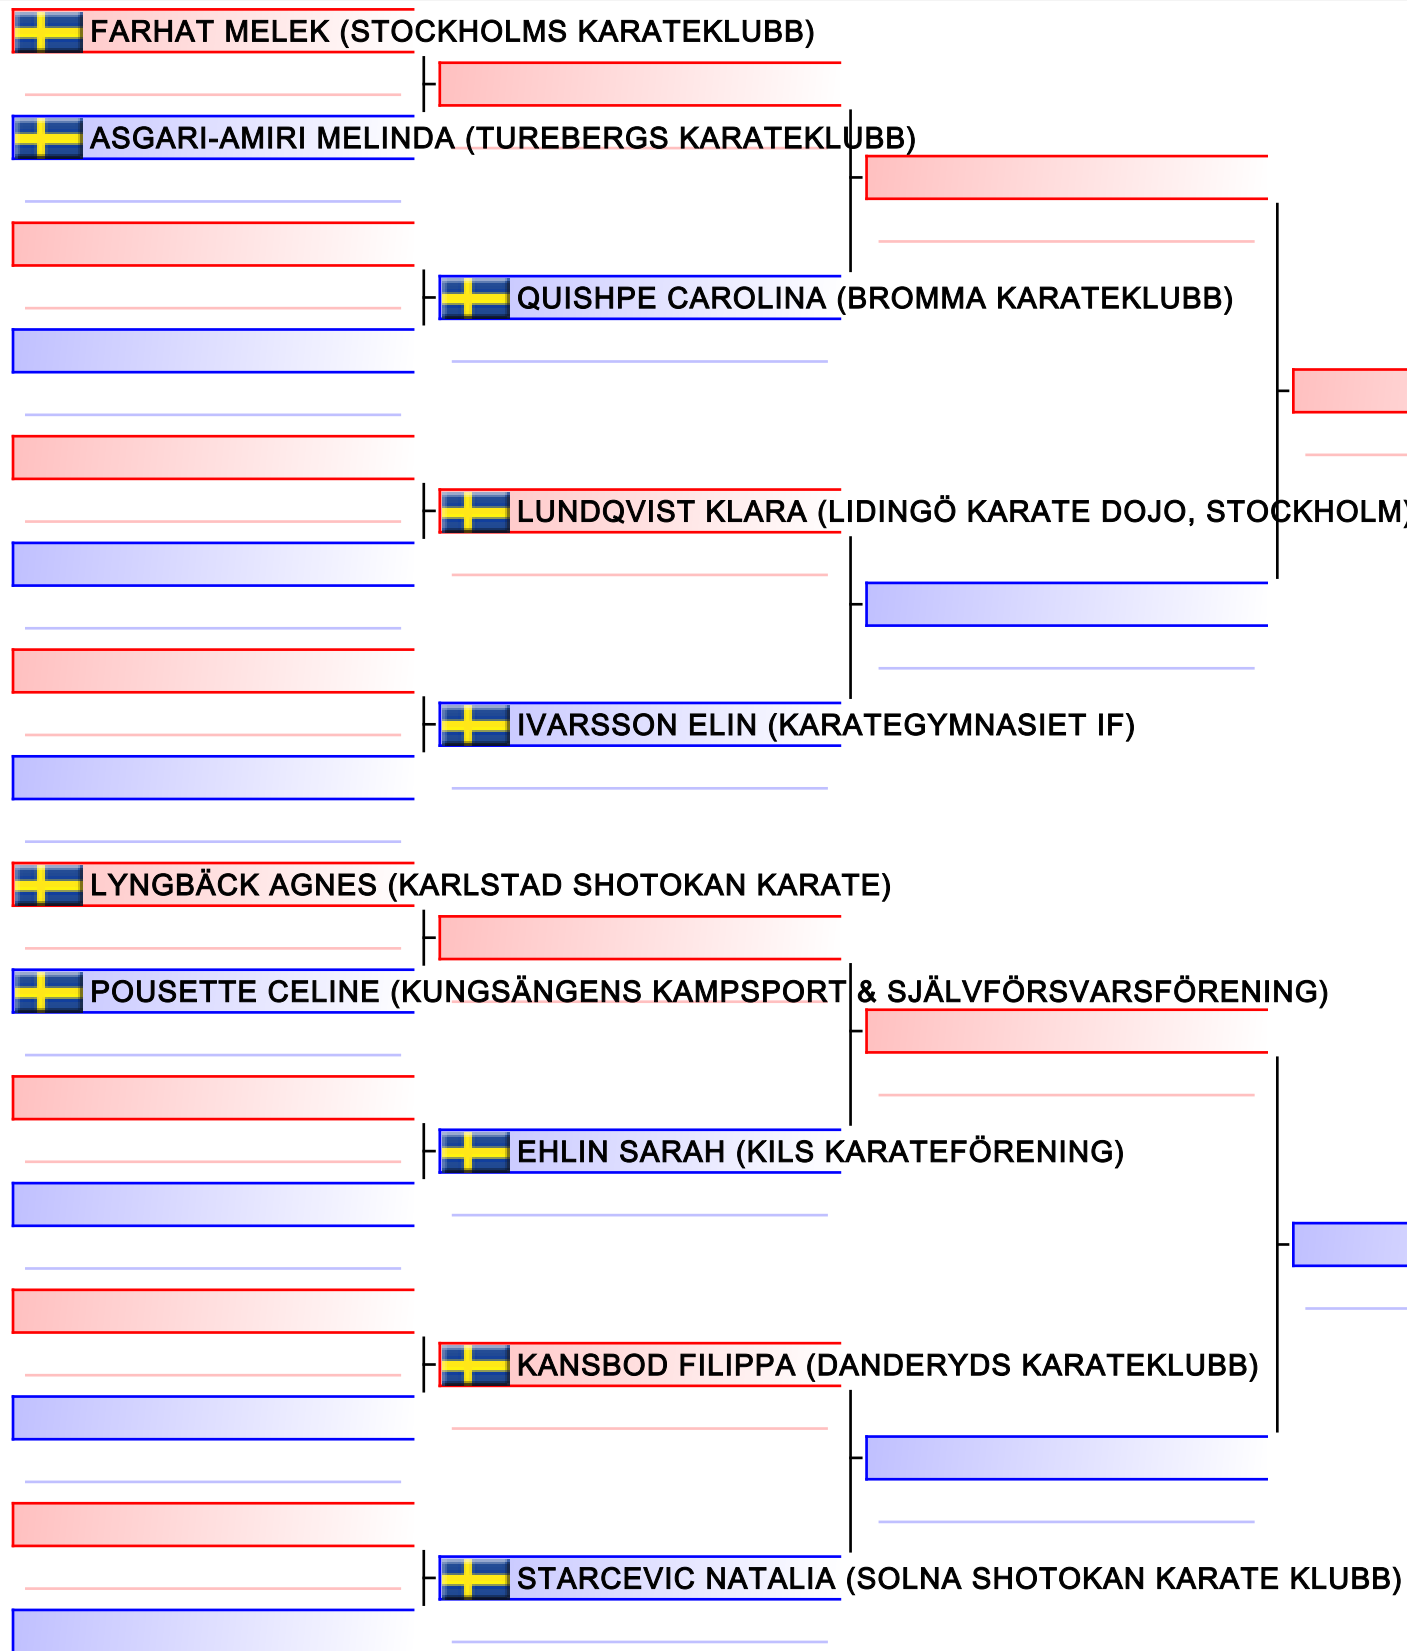 FARHAT MELEK (STOCKHOLMS KARATEKLUBB)
ASGARI-AMIRI MELINDA (TUREBERGS KARATEKLUBB)
QUISHPE CAROLINA (BROMMA KARATEKLUBB)
LUNDQVIST KLARA (LIDINGÖ KARATE DOJO, STOCKHOLM)
IVARSSON ELIN (KARATEGYMNASIET IF)
LYNGBÄCK AGNES (KARLSTAD SHOTOKAN KARATE)
POUSETTE CELINE (KUNGSÄNGENS KAMPSPORT & SJÄLVFÖRSVARSFÖRENING)
EHLIN SARAH (KILS KARATEFÖRENING)
KANSBOD FILIPPA (DANDERYDS KARATEKLUBB)
STARCEVIC NATALIA (SOLNA SHOTOKAN KARATE KLUBB)